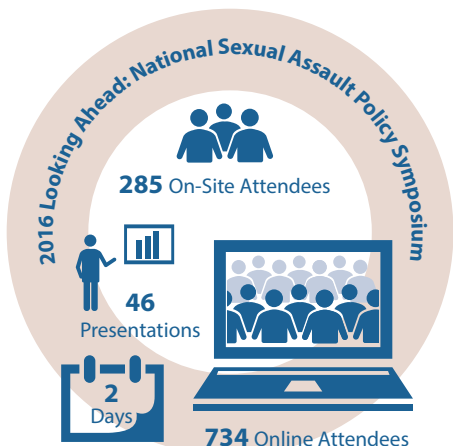 2016 Looking Ahead: National Sexual Assault Policy Symposium
285 On-Site Attendees
46
Presentations
2
Days
734 Online Attendees